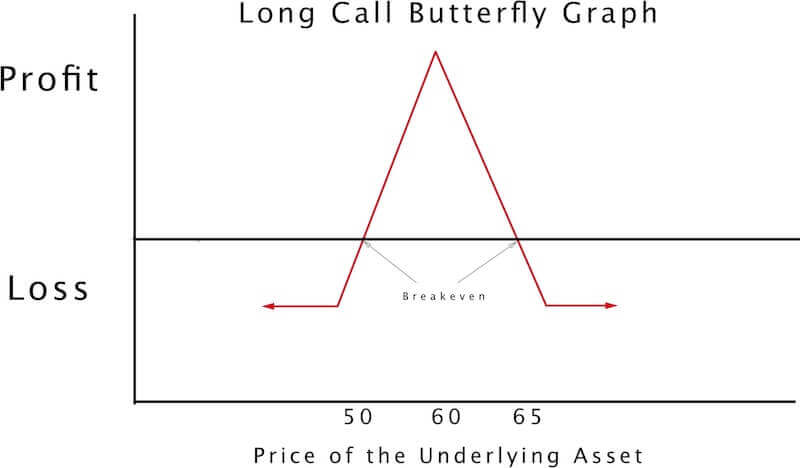 Long Call Butterfly Graph
Profit
Loss
Breakeven
50 60 65
Price of the Underlying Asset